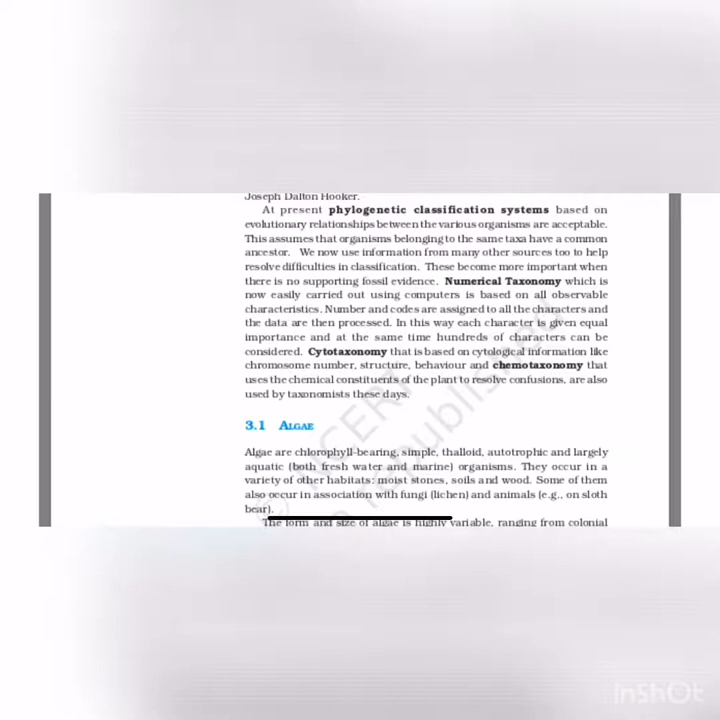 Joseph Dalton Hooker.
At present phylogenetic classification systems based on
evolutionary relationships between the various organisms are acceptable.
This assumes that organisms belonging to the same taxa have a common
ancestor. We now use information from many other sources too to help
resolve difficulties in classification. These become more important when
there is no supporting fossil evidence. Numerical Taxonomy which is
now easily carried out using computers is based on all observable
characteristics. Number and codes are assigned to all the characters and
the data are then processed. In this way each character is given equal
importance and at the same time hundreds of characters can be
considered. Cytotaxonomy that is based on cytological information like
chromosome number, structure, behaviour and chemotaxonomy that
uses the chemical constituents of the plant to resolve confusions, are also
used by taxonomists these days.
3.1 ALGAE
Algae are chlorophyll-bearing, simple, thalloid, autotrophic and largely
aquatic (both fresh water and marine) organisms. They occur in a
variety of other habitats: moist stones, soils and wood. Some of them
also occur in association with fungi (lichen) and animals (e.g., on sloth
bear).
The form and size of algae is highly variable, ranging from colonial
© NCERT
republished
InShOt